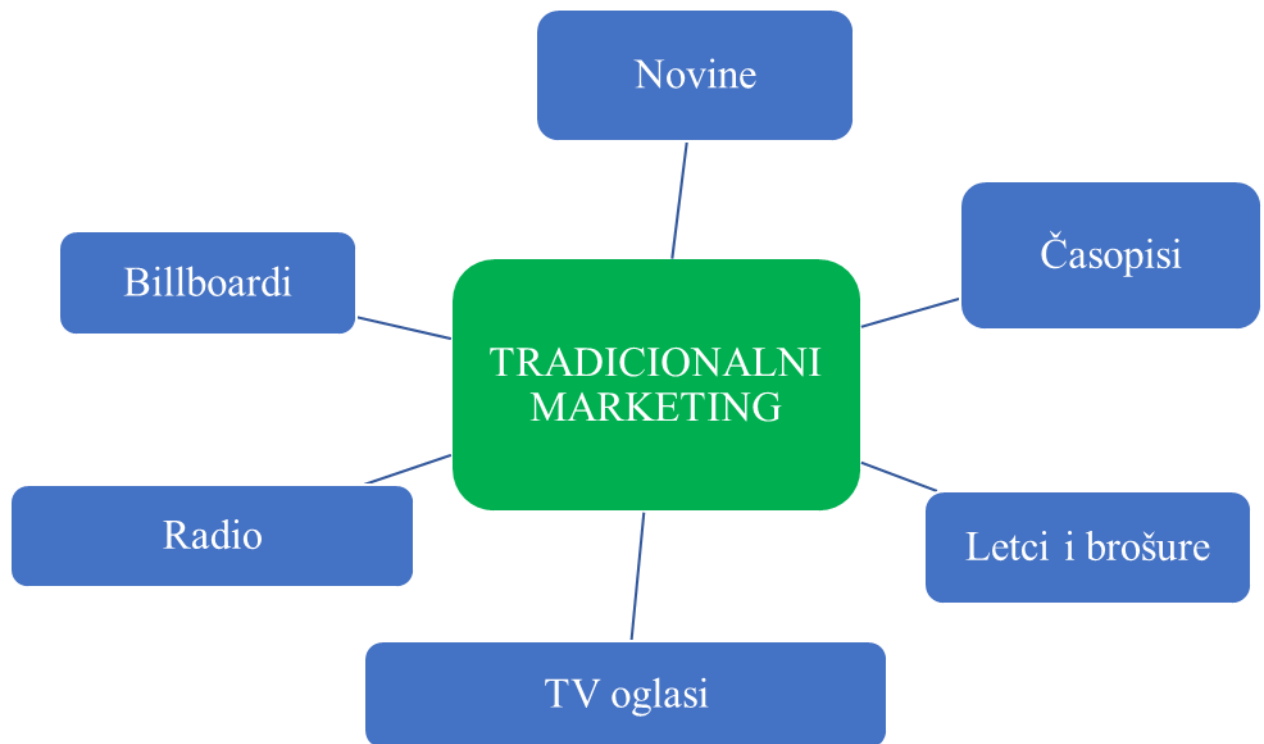 Novine
Časopisi
Billboardi
TRADICIONALNI
MARKETING
Radio
Letci i brošure
TV oglasi